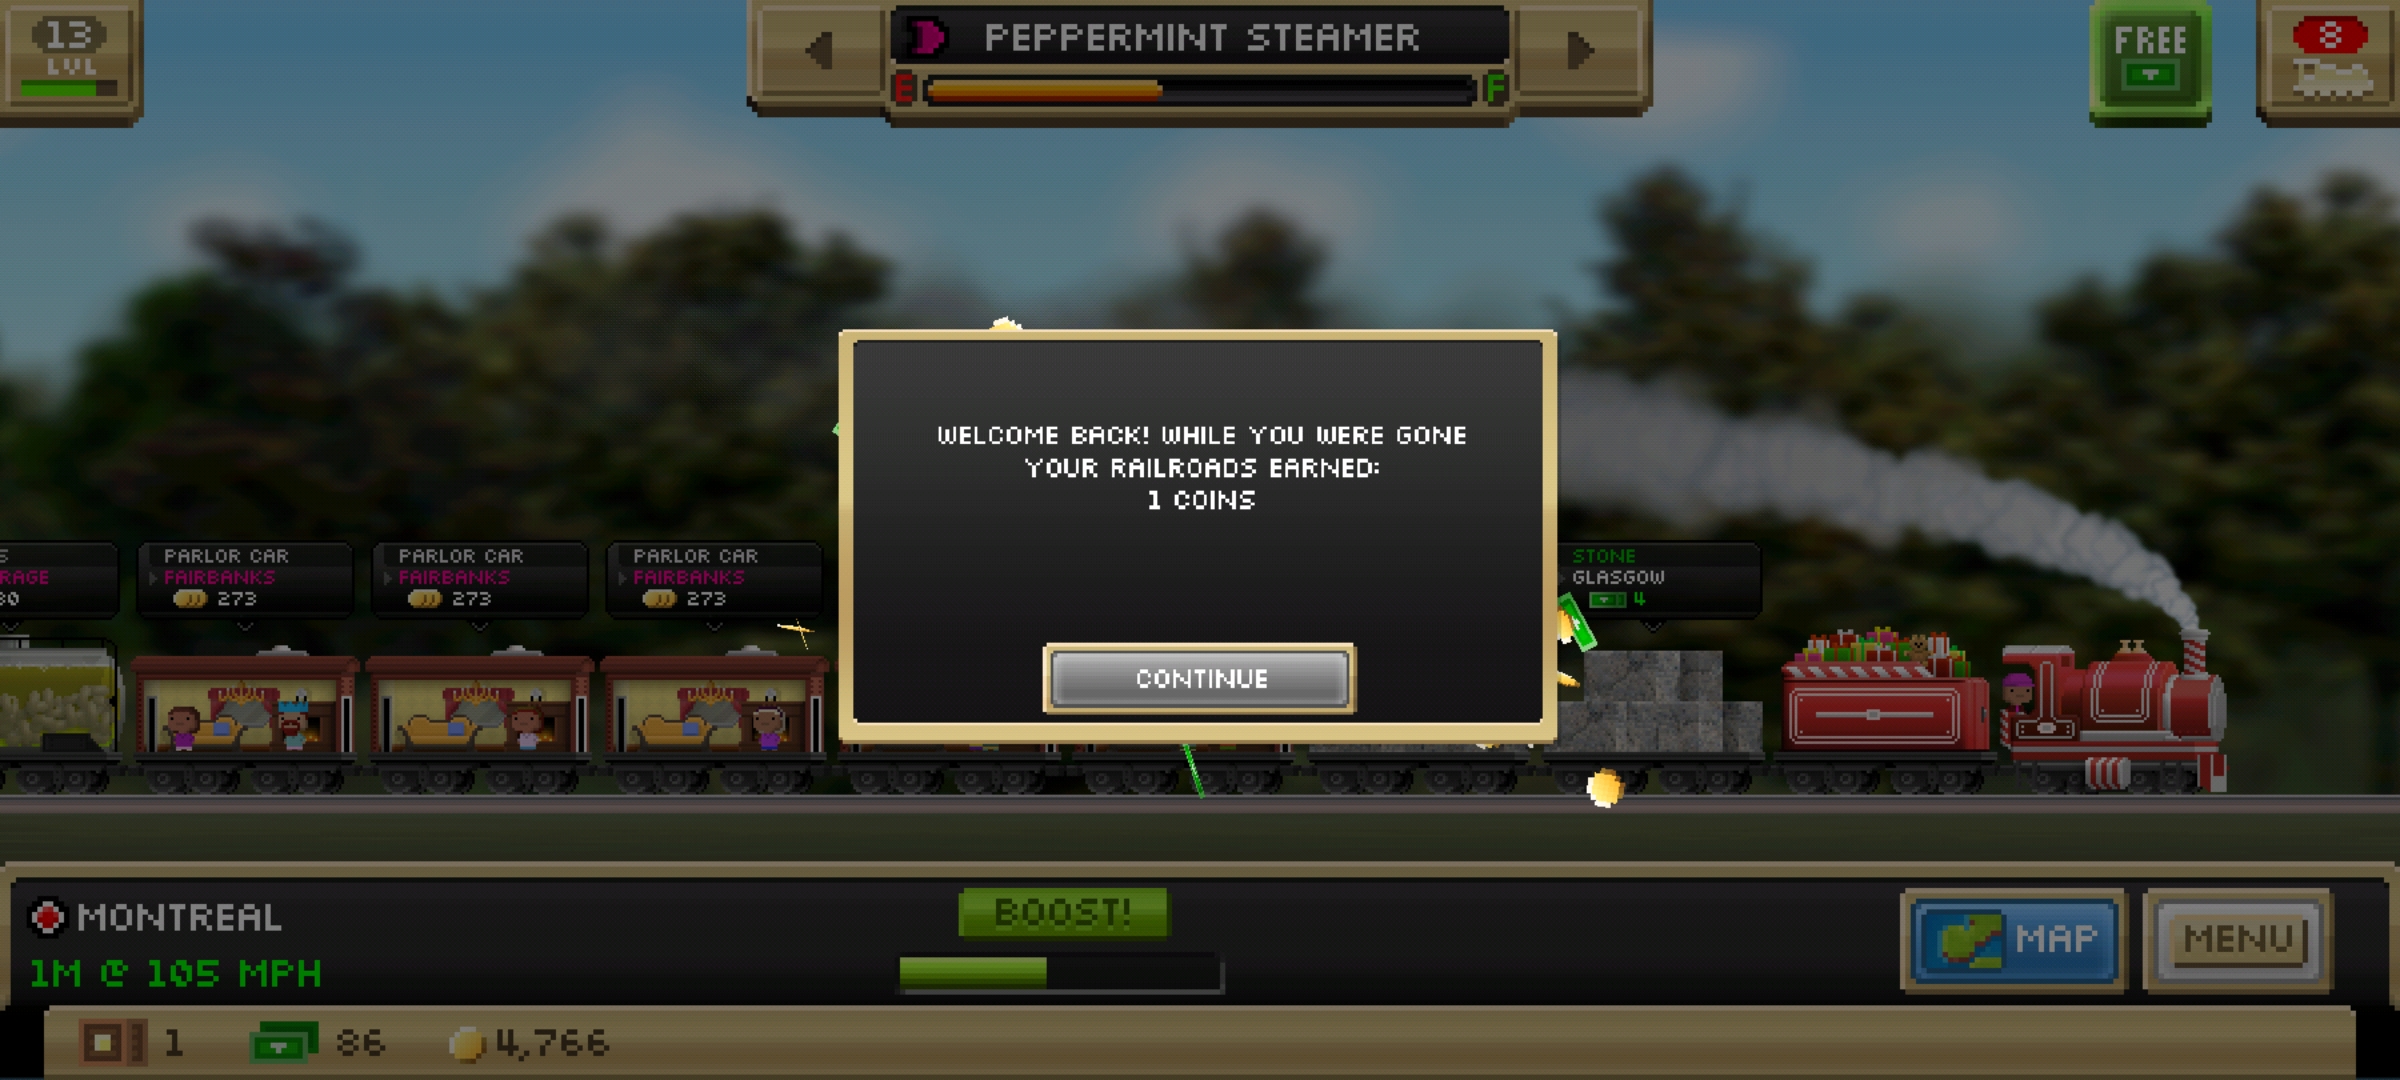 13
LVL
PEPPERMINT STEAMER
E F
FREE
8
WELCOME BACK! WHILE YOU WERE GONE
YOUR RAILROADS EARNED:
1 COINS
CONTINUE
PARLOR CAR
FAIRBANKS
273
PARLOR CAR
FAIRBANKS
273
PARLOR CAR
FAIRBANKS
273
STONE
GLASGOW
4
MONTREAL
1M @ 105 MPH
BOOST!
MAP
MENU
1
86
4,766